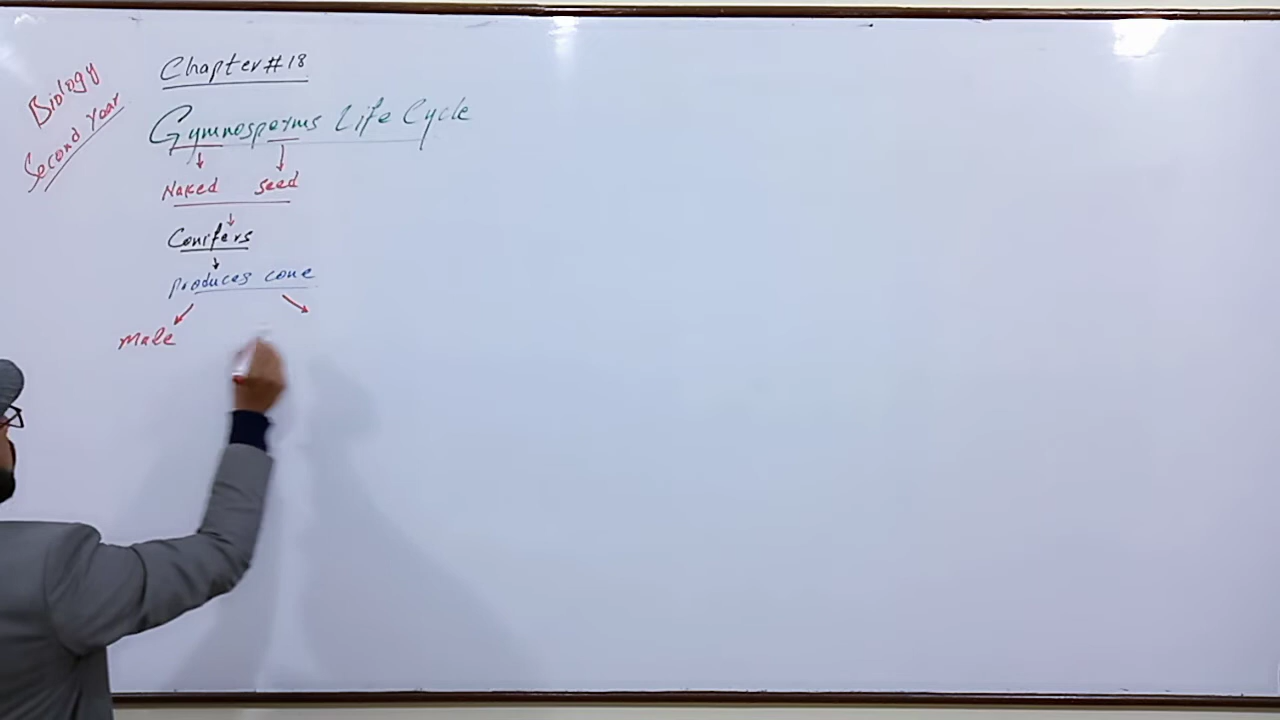 Biology
Second Year
Chapter # 18
Gymnosperms Life Cycle
Naked seed
Conifers
produces cone
male